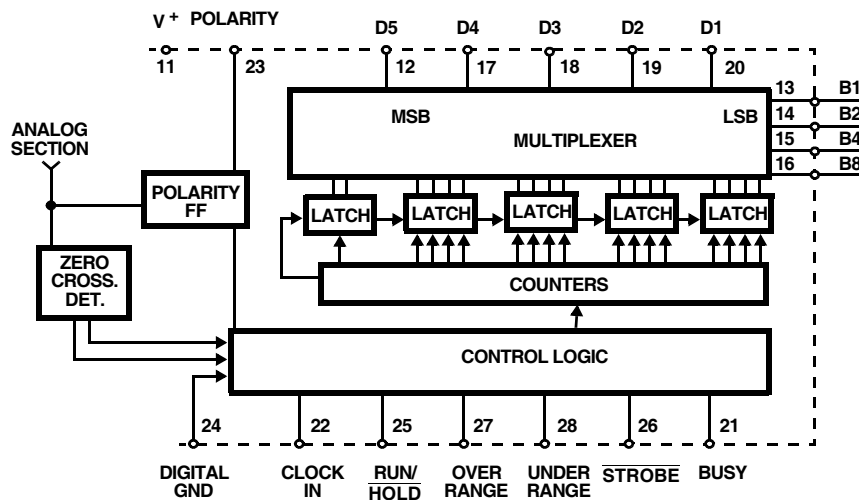 V+ POLARITY D5 D4 D3 D2 D1
11 23 12 17 18 19 20
13 B1
MSB LSB 14 B2
MULTIPLEXER 15 B4
16 B8
ANALOG
SECTION
POLARITY
FF
LATCH LATCH LATCH LATCH LATCH
ZERO
CROSS.
DET.
COUNTERS
CONTROL LOGIC
24 22 25 27 28 26 21
DIGITAL
GND
CLOCK
IN
RUN/
HOLD
OVER
RANGE
UNDER
RANGE
STROBE
BUSY